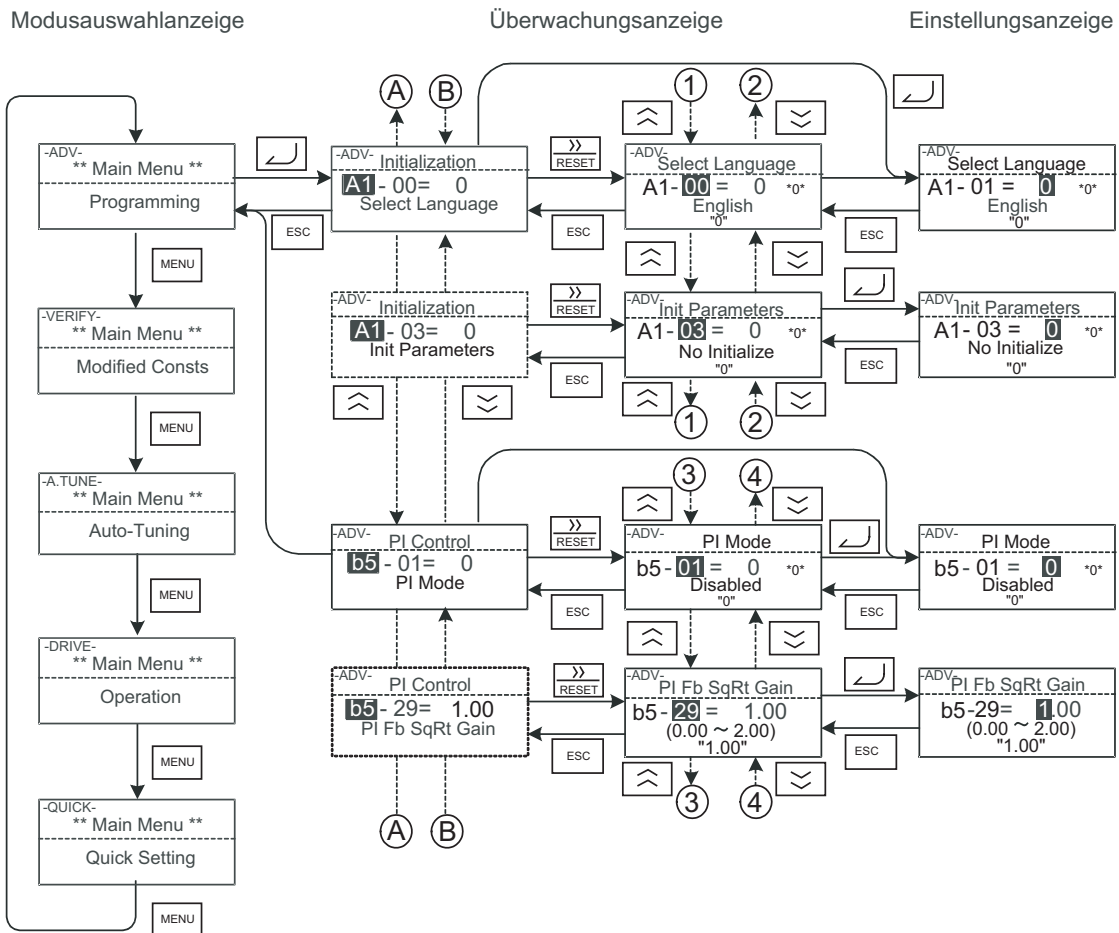 Modusauswahlanzeige
Überwachungsanzeige
Einstellungsanzeige
A
B
1
2
-ADV-
** Main Menu **
Programming
-ADV-
Initialization
A1 - 00= 0
Select Language
>>
RESET
-ADV-
Select Language
A1- 00 = 0 *0*
English
"0"
-ADV-
Select Language
A1- 01 = 0 *0*
English
"0"
ESC
ESC
ESC
MENU
-VERIFY-
** Main Menu **
Modified Consts
-ADV-
Initialization
A1 - 03= 0
Init Parameters
>>
RESET
-ADV-
Init Parameters
A1- 03 = 0 *0*
No Initialize
"0"
-ADV-
Init Parameters
A1- 03 = 0 *0*
No Initialize
"0"
ESC
ESC
1
2
MENU
-A.TUNE-
** Main Menu **
Auto-Tuning
3
4
-ADV-
PI Control
b5 - 01= 0
PI Mode
>>
RESET
-ADV-
PI Mode
b5- 01 = 0 *0*
Disabled
"0"
-ADV-
PI Mode
b5- 01 = 0 *0*
Disabled
"0"
ESC
ESC
MENU
-DRIVE-
** Main Menu **
Operation
-ADV-
PI Control
b5 - 29= 1.00
PI Fb SqRt Gain
>>
RESET
-ADV-
PI Fb SqRt Gain
b5- 29 = 1.00
(0.00 ~ 2.00)
"1.00"
-ADV-
PI Fb SqRt Gain
b5-29= 1.00
(0.00 ~ 2.00)
"1.00"
ESC
ESC
MENU
3
4
-QUICK-
** Main Menu **
Quick Setting
A
B
MENU